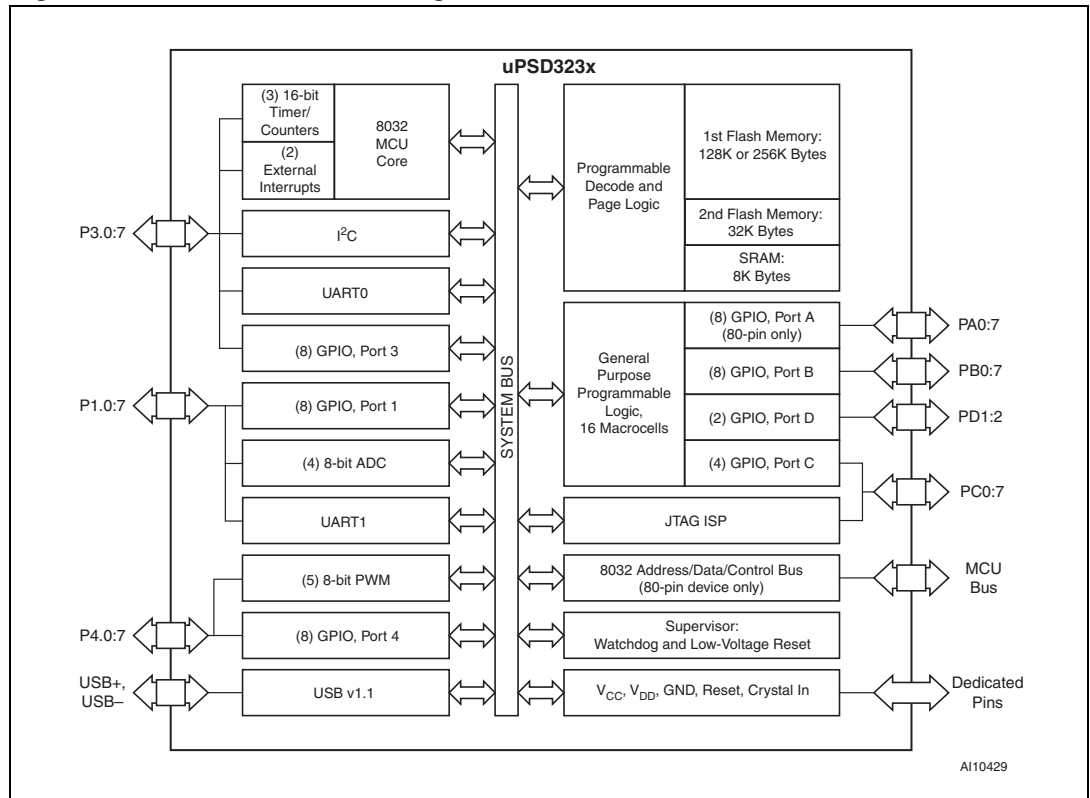 uPSD323x
(3) 16-bit
Timer/
Counters
(2)
External
Interrupts
8032
MCU
Core
I²C
UART0
(8) GPIO, Port 3
(8) GPIO, Port 1
(4) 8-bit ADC
UART1
(5) 8-bit PWM
(8) GPIO, Port 4
USB v1.1
P3.0:7
P1.0:7
P4.0:7
USB+,
USB–
SYSTEM BUS
Programmable
Decode and
Page Logic
1st Flash Memory:
128K or 256K Bytes
2nd Flash Memory:
32K Bytes
SRAM:
8K Bytes
General
Purpose
Programmable
Logic,
16 Macrocells
(8) GPIO, Port A
(80-pin only)
(8) GPIO, Port B
(2) GPIO, Port D
(4) GPIO, Port C
JTAG ISP
8032 Address/Data/Control Bus
(80-pin device only)
Supervisor:
Watchdog and Low-Voltage Reset
VCC, VDD, GND, Reset, Crystal In
PA0:7
PB0:7
PD1:2
PC0:7
MCU
Bus
Dedicated
Pins
AI10429